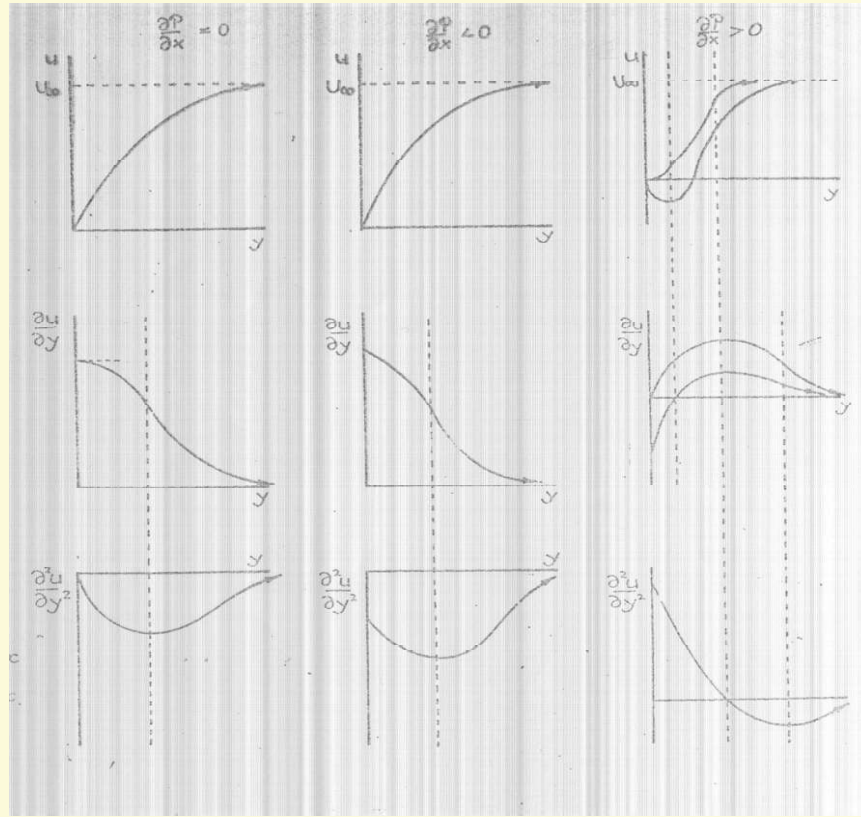 ∂p/∂x = 0
∂p/∂x < 0
∂p/∂x > 0
u
U∞
y
u
U∞
y
u
U∞
y
∂u/∂y
y
∂u/∂y
y
∂u/∂y
y
∂²u/∂y²
y
∂²u/∂y²
y
∂²u/∂y²